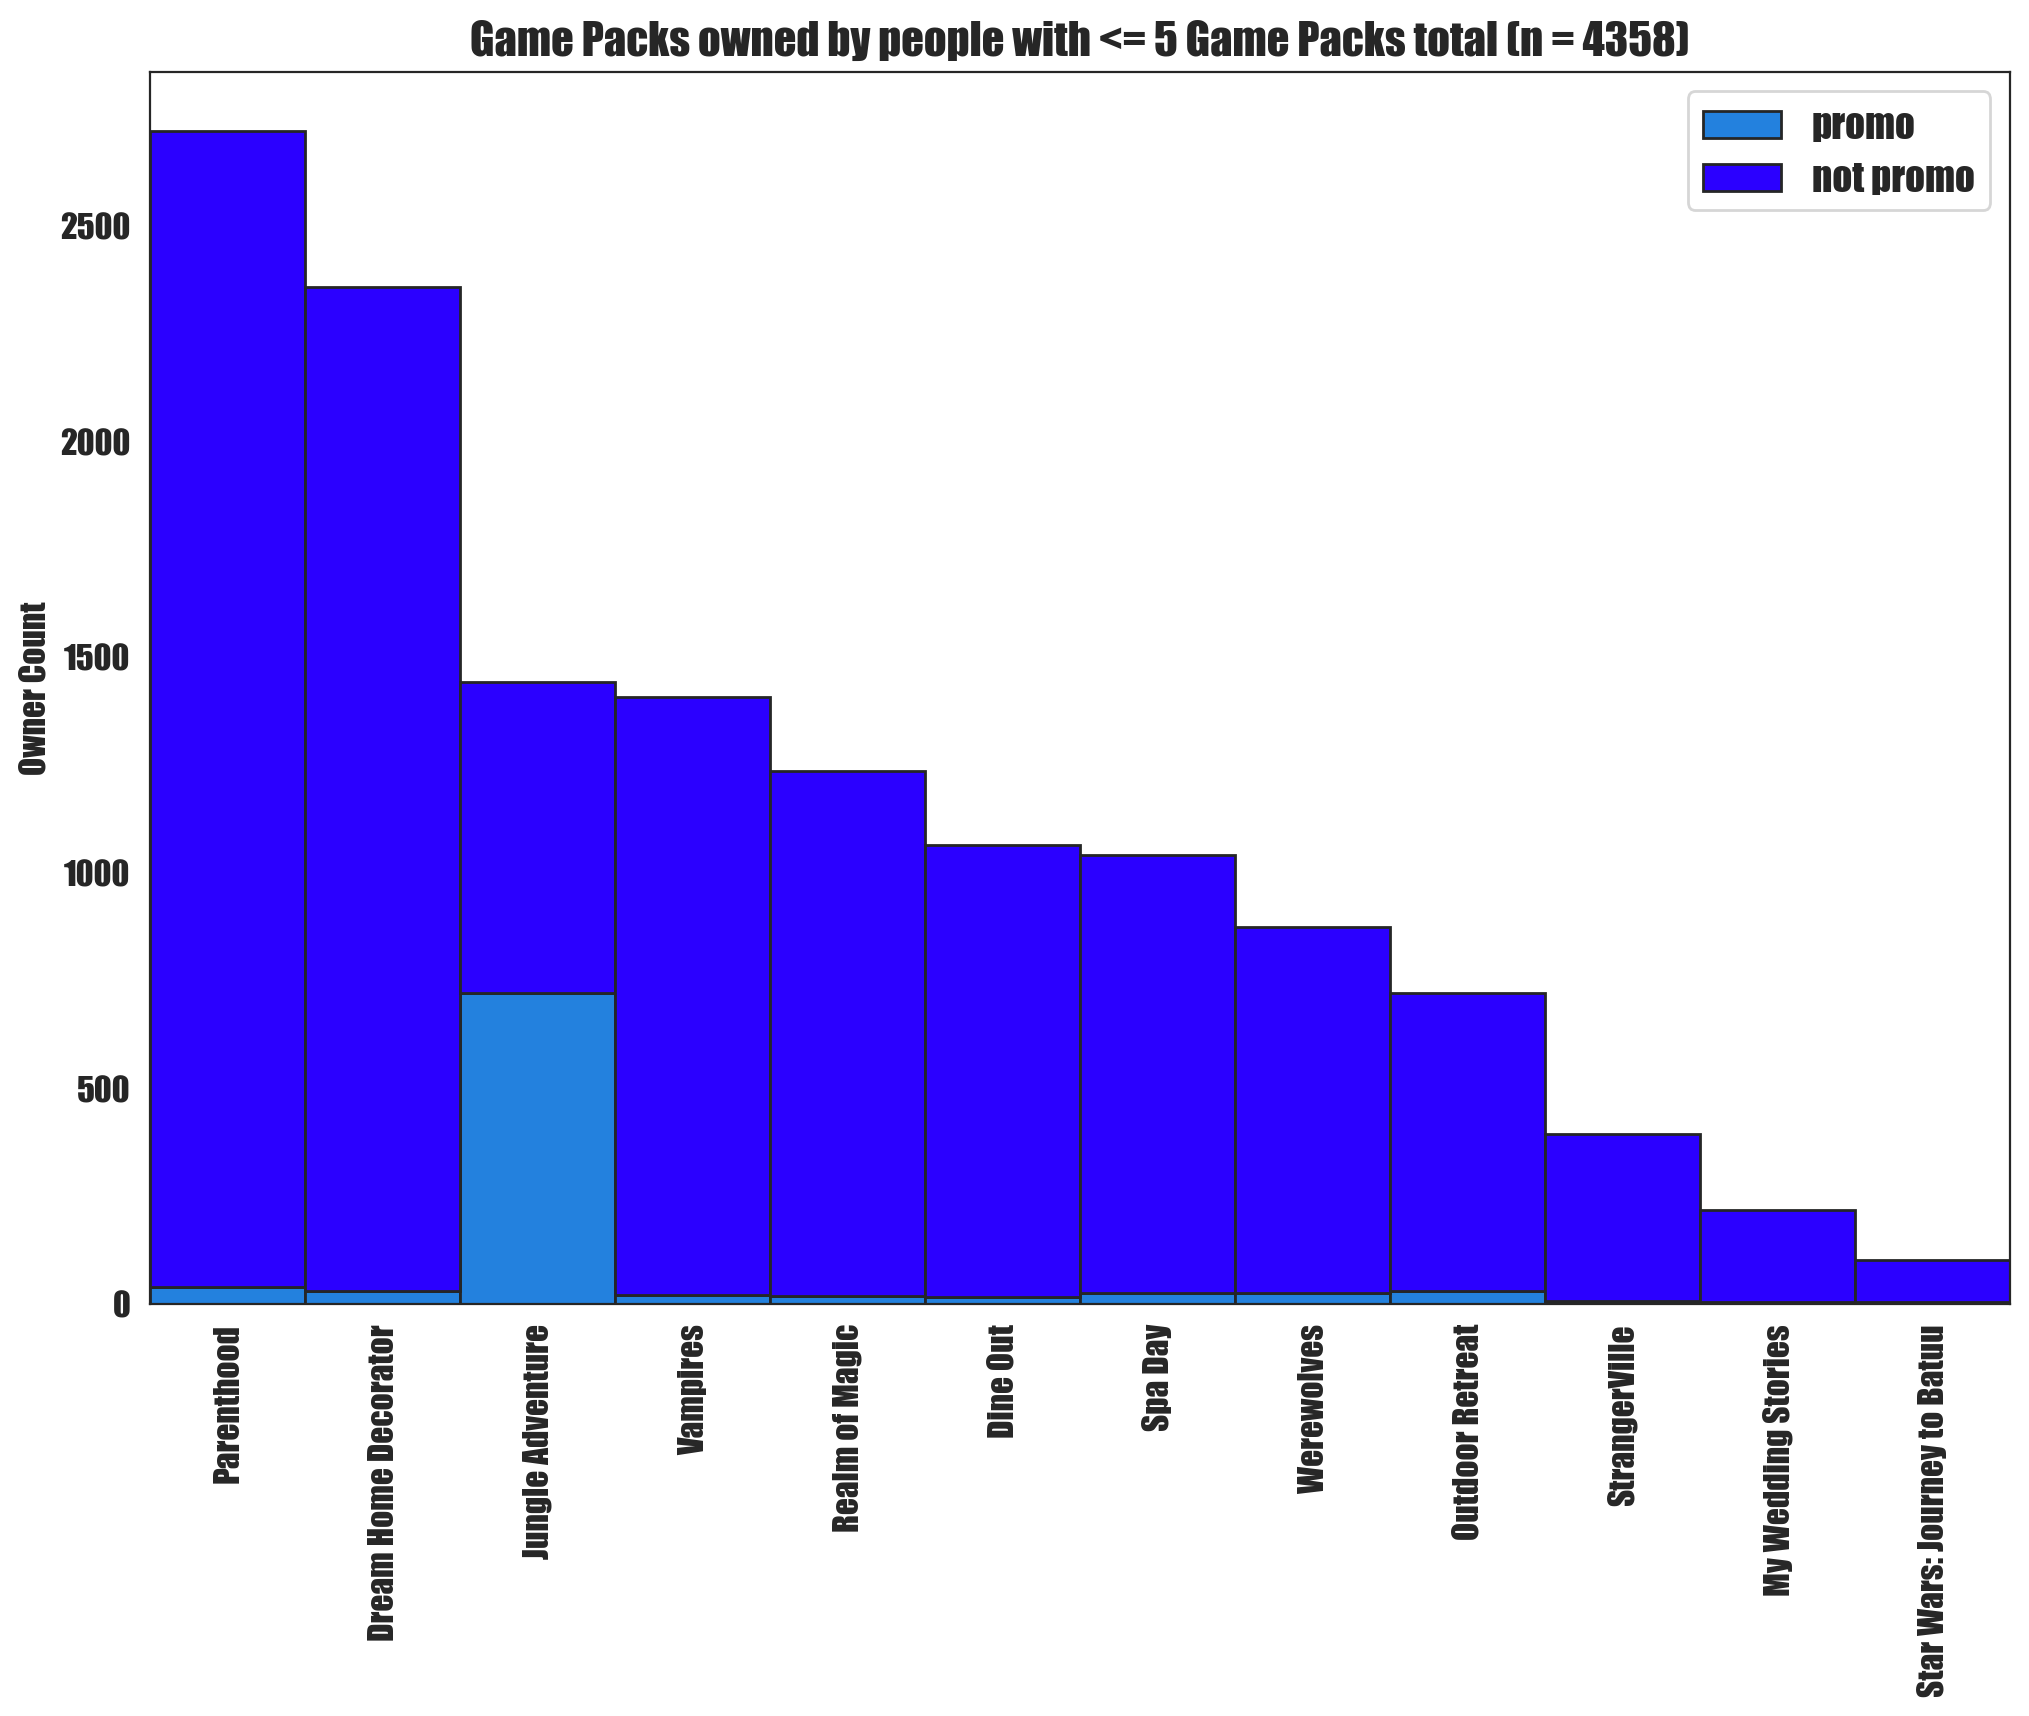 Game Packs owned by people with <= 5 Game Packs total (n = 4358)
promo
not promo
Owner Count
2500
2000
1500
1000
500
0
Parenthood
Dream Home Decorator
Jungle Adventure
Vampires
Realm of Magic
Dine Out
Spa Day
Werewolves
Outdoor Retreat
StrangerVille
My Wedding Stories
Star Wars: Journey to Batuu